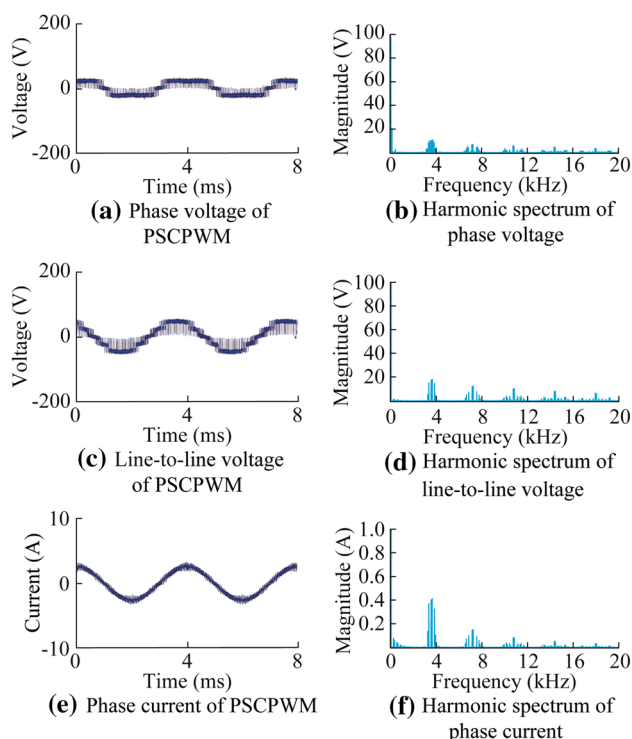 200
0
-200
Voltage (V)
0
4
8
Time (ms)
(a) Phase voltage of
PSCPWM
100
80
60
40
20
Magnitude (V)
0
4
8
12
16
20
Frequency (kHz)
(b) Harmonic spectrum of
phase voltage
200
0
-200
Voltage (V)
0
4
8
Time (ms)
(c) Line-to-line voltage
of PSCPWM
100
80
60
40
20
Magnitude (V)
0
4
8
12
16
20
Frequency (kHz)
(d) Harmonic spectrum of
line-to-line voltage
10
0
-10
Current (A)
0
4
8
Time (ms)
(e) Phase current of PSCPWM
1.0
0.8
0.6
0.4
0.2
Magnitude (A)
0
4
8
12
16
20
Frequency (kHz)
(f) Harmonic spectrum of
phase current